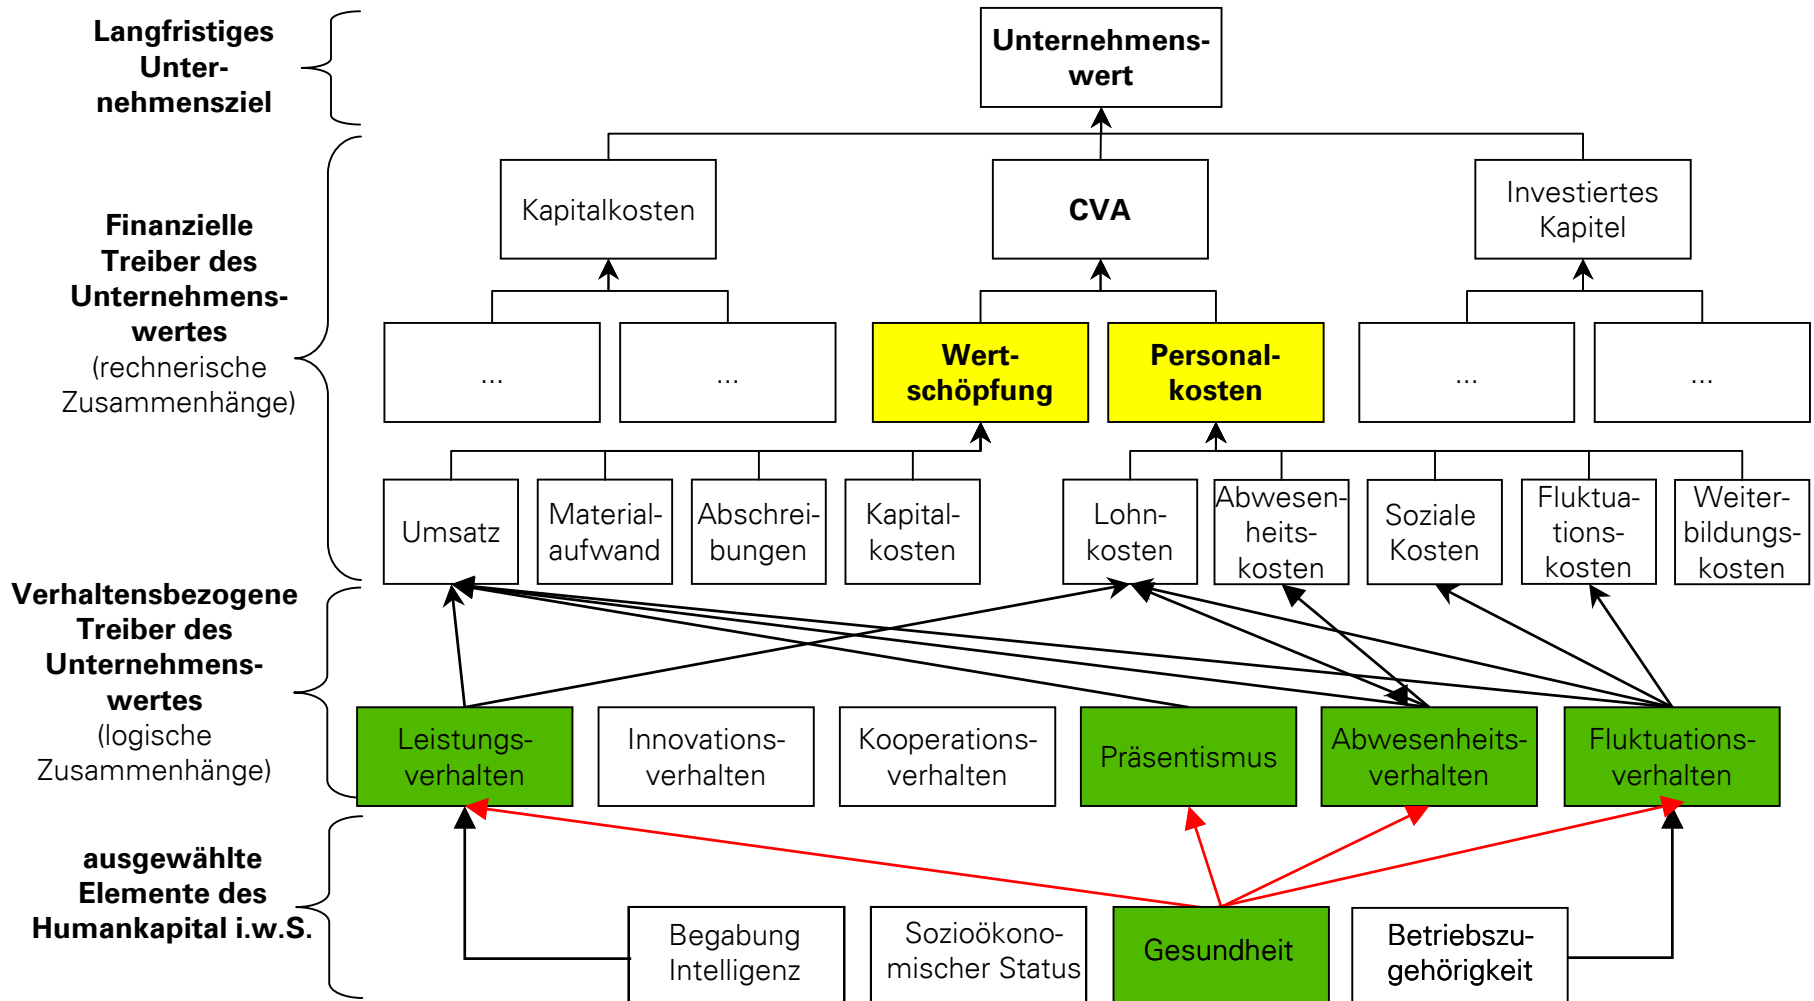 Langfristiges
Unter-
nehmensziel
Unternehmens-
wert
Finanzielle
Treiber des
Unternehmens-
wertes
(rechnerische
Zusammenhänge)
Kapitalkosten
CVA
Investiertes
Kapitel
...
...
Wert-
schöpfung
Personal-
kosten
...
...
Umsatz
Material-
aufwand
Abschrei-
bungen
Kapital-
kosten
Lohn-
kosten
Abwesen-
heits-
kosten
Soziale
Kosten
Fluktua-
tions-
kosten
Weiter-
bildungs-
kosten
Verhaltensbezogene
Treiber des
Unternehmens-
wertes
(logische
Zusammenhänge)
Leistungs-
verhalten
Innovations-
verhalten
Kooperations-
verhalten
Präsentismus
Abwesenheits-
verhalten
Fluktuations-
verhalten
ausgewählte
Elemente des
Humankapital i.w.S.
Begabung
Intelligenz
Sozioökono-
mischer Status
Gesundheit
Betriebszu-
gehörigkeit